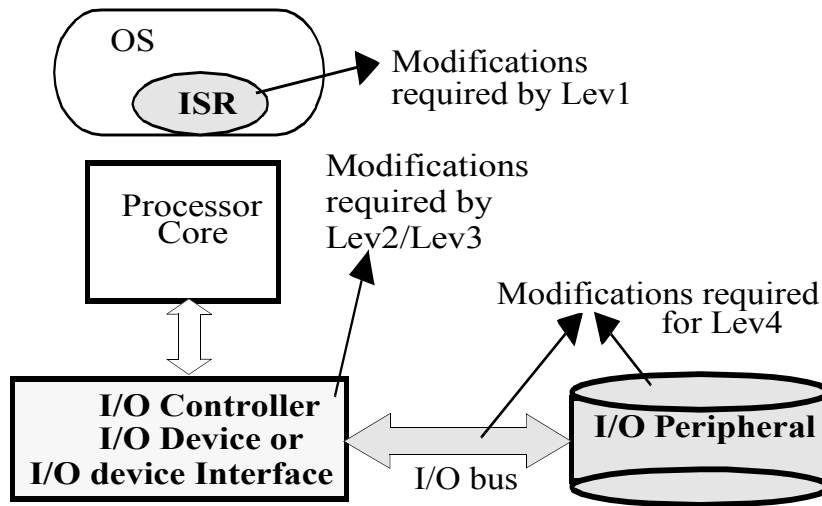 OS
ISR
Modifications
required by Lev1
Processor
Core
Modifications
required by
Lev2/Lev3
Modifications required
for Lev4
I/O Controller
I/O Device or
I/O device Interface
I/O bus
I/O Peripheral